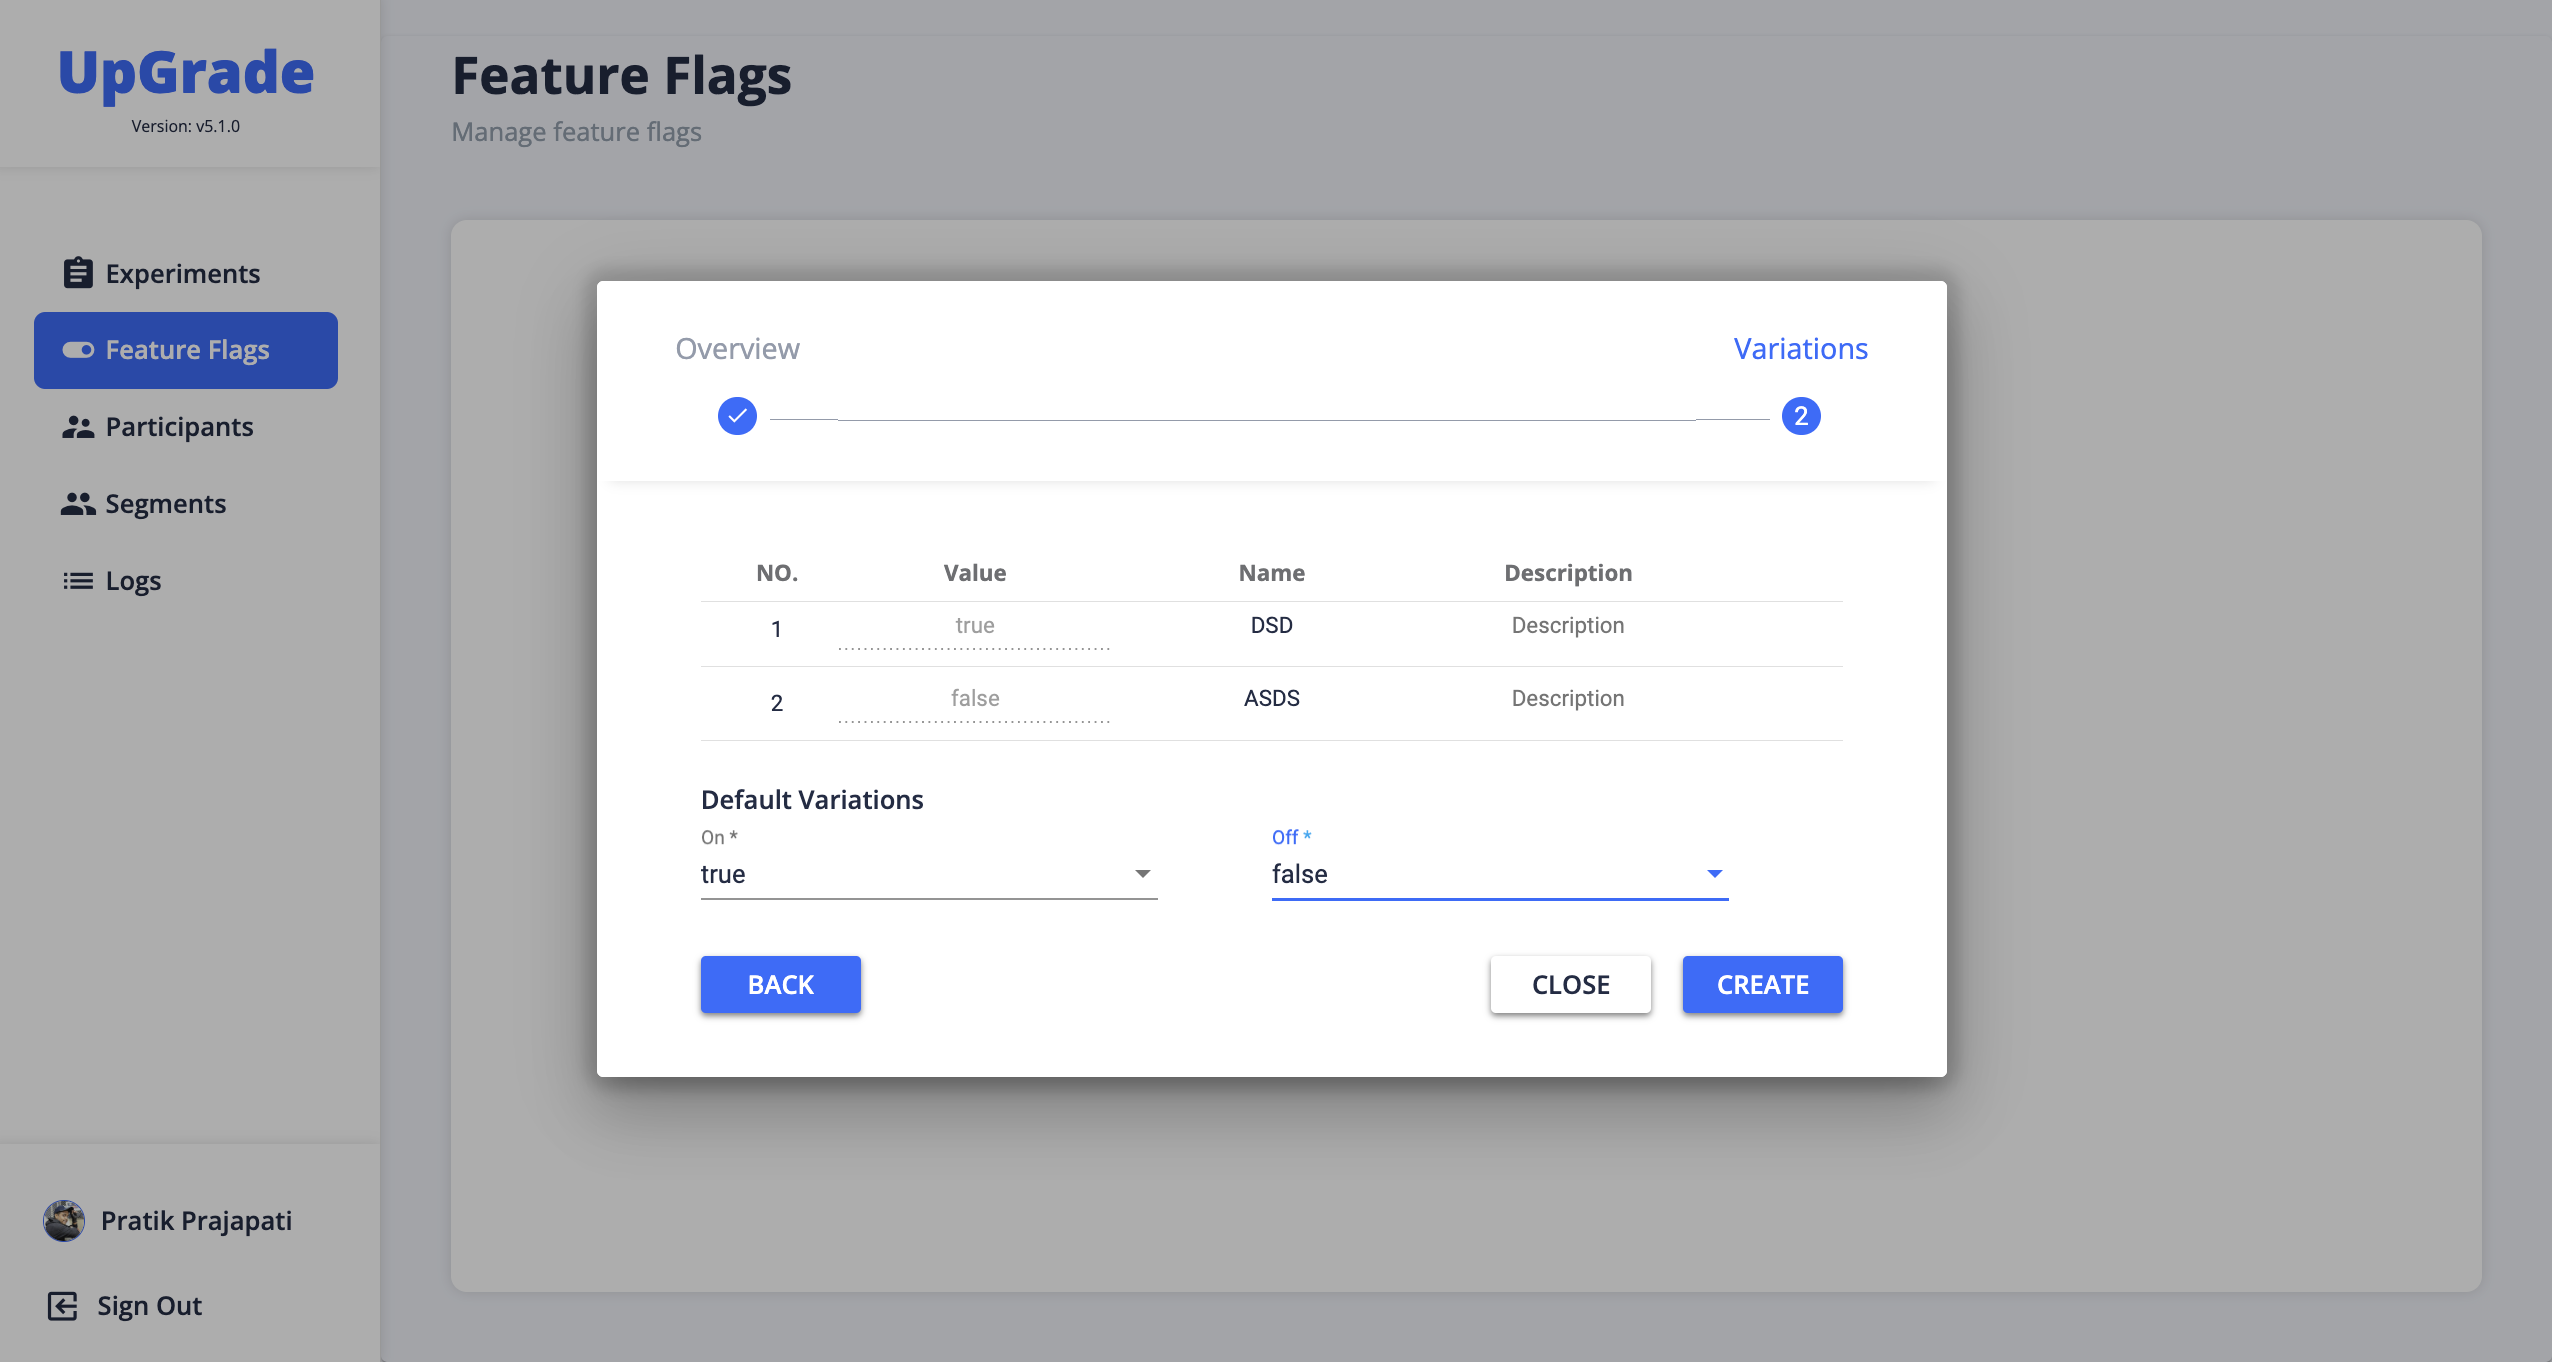 UpGrade
Version: v5.1.0
Experiments
Feature Flags
Participants
Segments
Logs
Pratik Prajapati
Sign Out
Feature Flags
Manage feature flags
Overview
Variations
2
NO. Value Name Description
1 true DSD Description
2 false ASDS Description
Default Variations
On * Off *
true false
BACK CLOSE CREATE